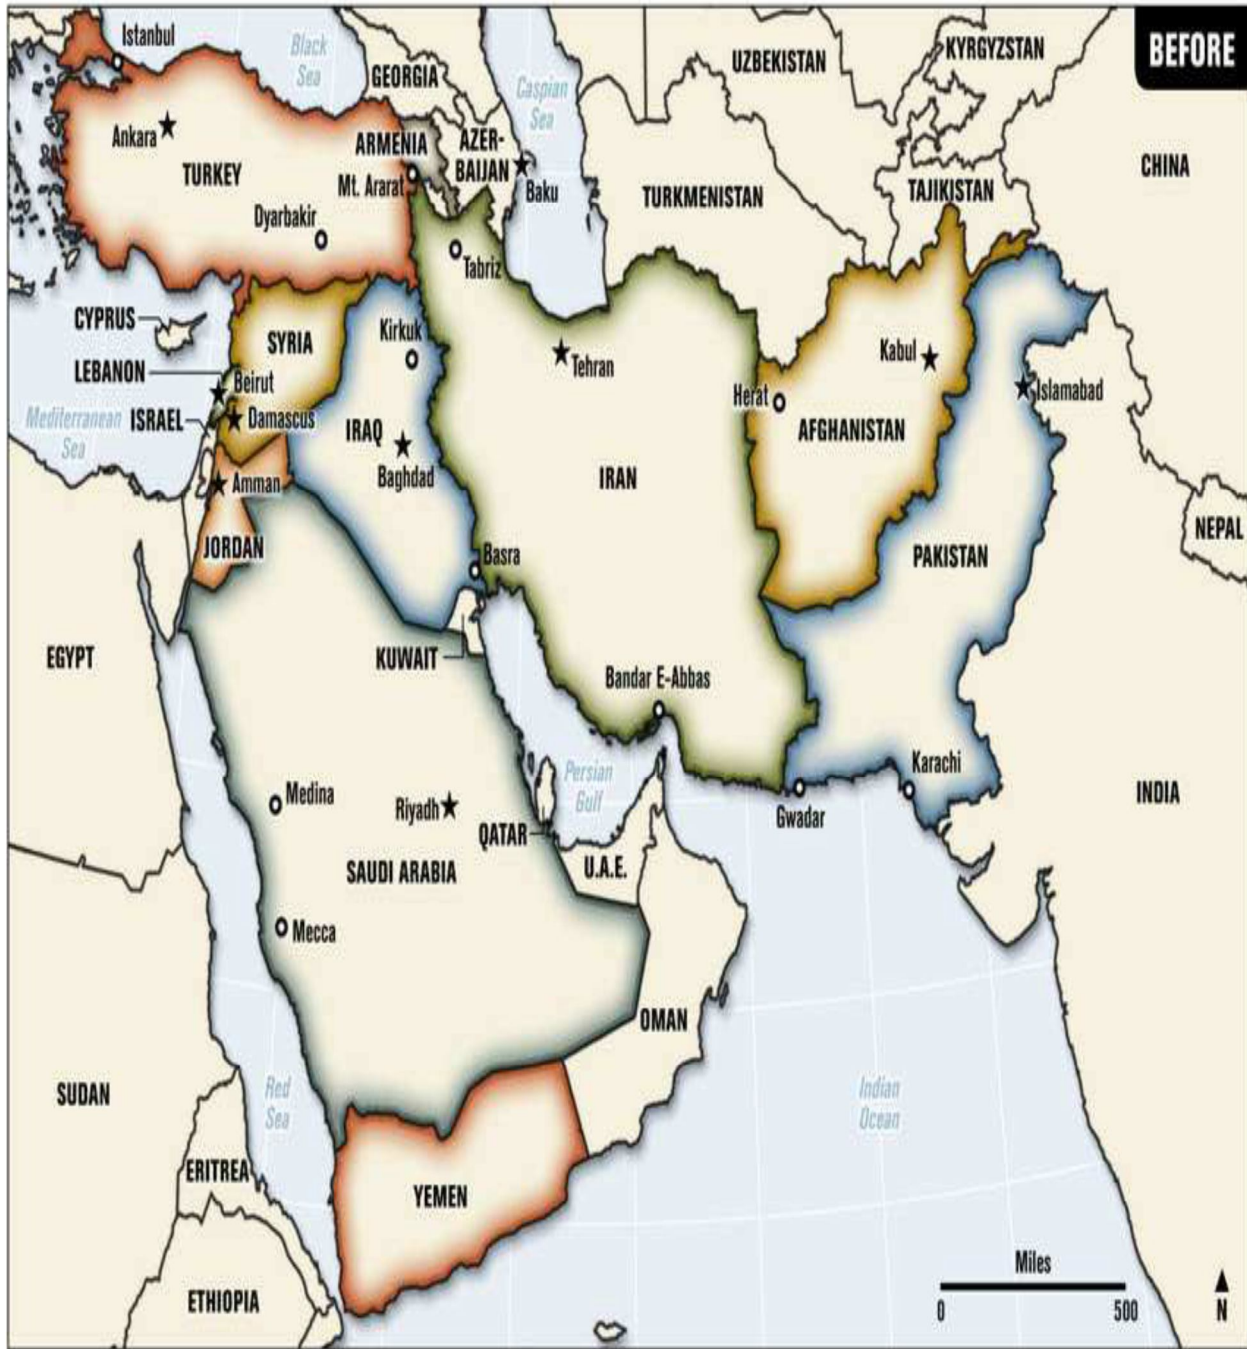 BEFORE
Istanbul
Black
Sea
GEORGIA
Caspian
Sea
UZBEKISTAN
KYRGYZSTAN
Ankara
TURKEY
ARMENIA
Mt. Ararat
AZER-
BAIJAN
Baku
TURKMENISTAN
TAJIKISTAN
CHINA
Dyarbakir
Tabriz
CYPRUS
SYRIA
Kirkuk
Tehran
Kabul
Herat
Islamabad
LEBANON
Beirut
Mediterranean
Sea
ISRAEL
Damascus
IRAQ
Baghdad
AFGHANISTAN
IRAN
Amman
JORDAN
Basra
PAKISTAN
NEPAL
EGYPT
KUWAIT
Bandar E-Abbas
Medina
Riyadh
Persian
Gulf
Karachi
Gwadar
INDIA
QATAR
SAUDI ARABIA
U.A.E.
Mecca
OMAN
SUDAN
Red
Sea
Indian
Ocean
ERITREA
YEMEN
ETHIOPIA
Miles
0
500
N